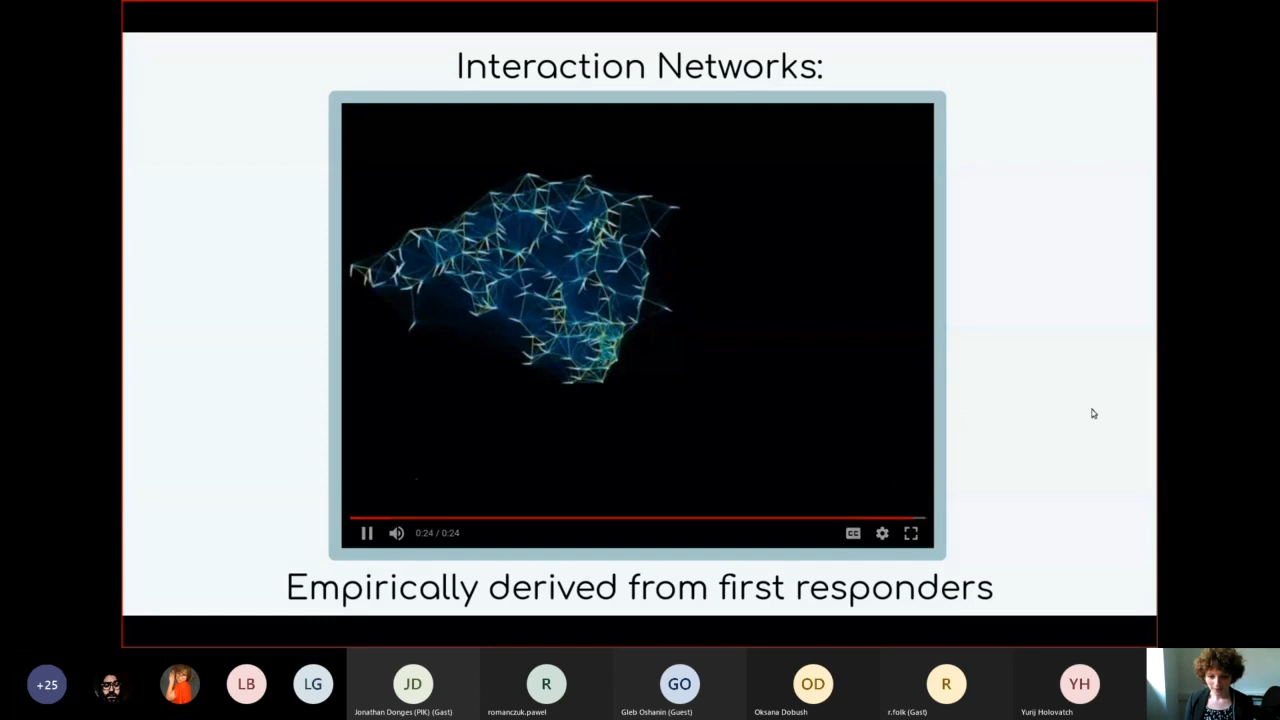 Interaction Networks:
0:24 / 0:24
CC
Empirically derived from first responders
+25
LB
LG
JD
R
GO
OD
R
YH
Jonathan Donges (PIK) (Gast)
romanczuk.pawel
Gleb Oshanin (Guest)
Oksana Dobush
r.folk (Gast)
Yurij Holovatch